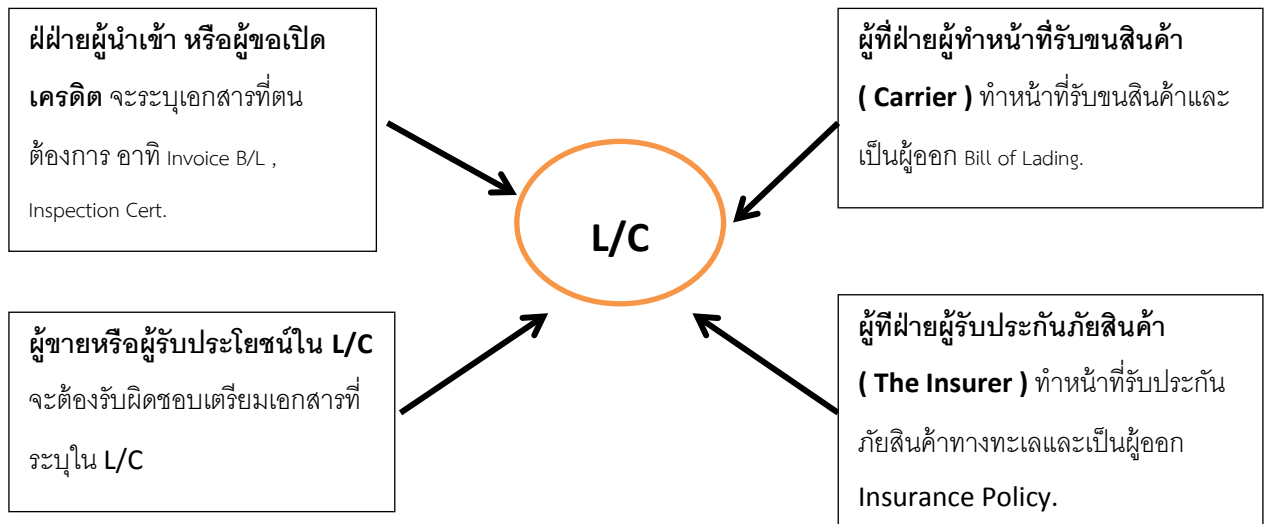 ฝ่ฝ่ายผู้นำเข้า หรือผู้ขอเปิด
เครดิต จะระบุเอกสารที่ตน
ต้องการ อาทิ Invoice B/L ,
Inspection Cert.
ผู้ที่ฝ่ายผู้ทำหน้าที่รับขนสินค้า
( Carrier ) ทำหน้าที่รับขนสินค้าและ
เป็นผู้ออก Bill of Lading.
L/C
ผู้ขายหรือผู้รับประโยชน์ใน L/C
จะต้องรับผิดชอบเตรียมเอกสารที่
ระบุใน L/C
ผู้ทีฝ่ายผู้รับประกันภัยสินค้า
( The Insurer ) ทำหน้าที่รับประกัน
ภัยสินค้าทางทะเลและเป็นผู้ออก
Insurance Policy.